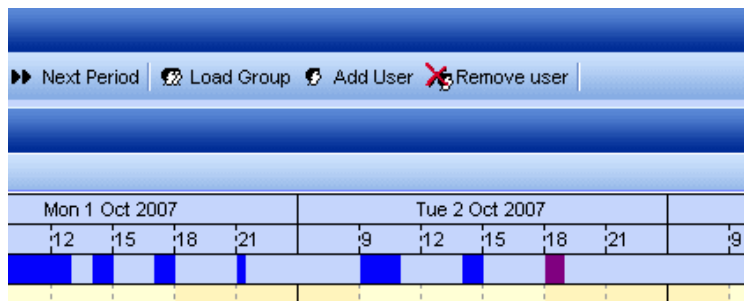 Next Period Load Group Add User Remove user
Mon 1 Oct 2007 Tue 2 Oct 2007
12 15 18 21 9 12 15 18 21 9